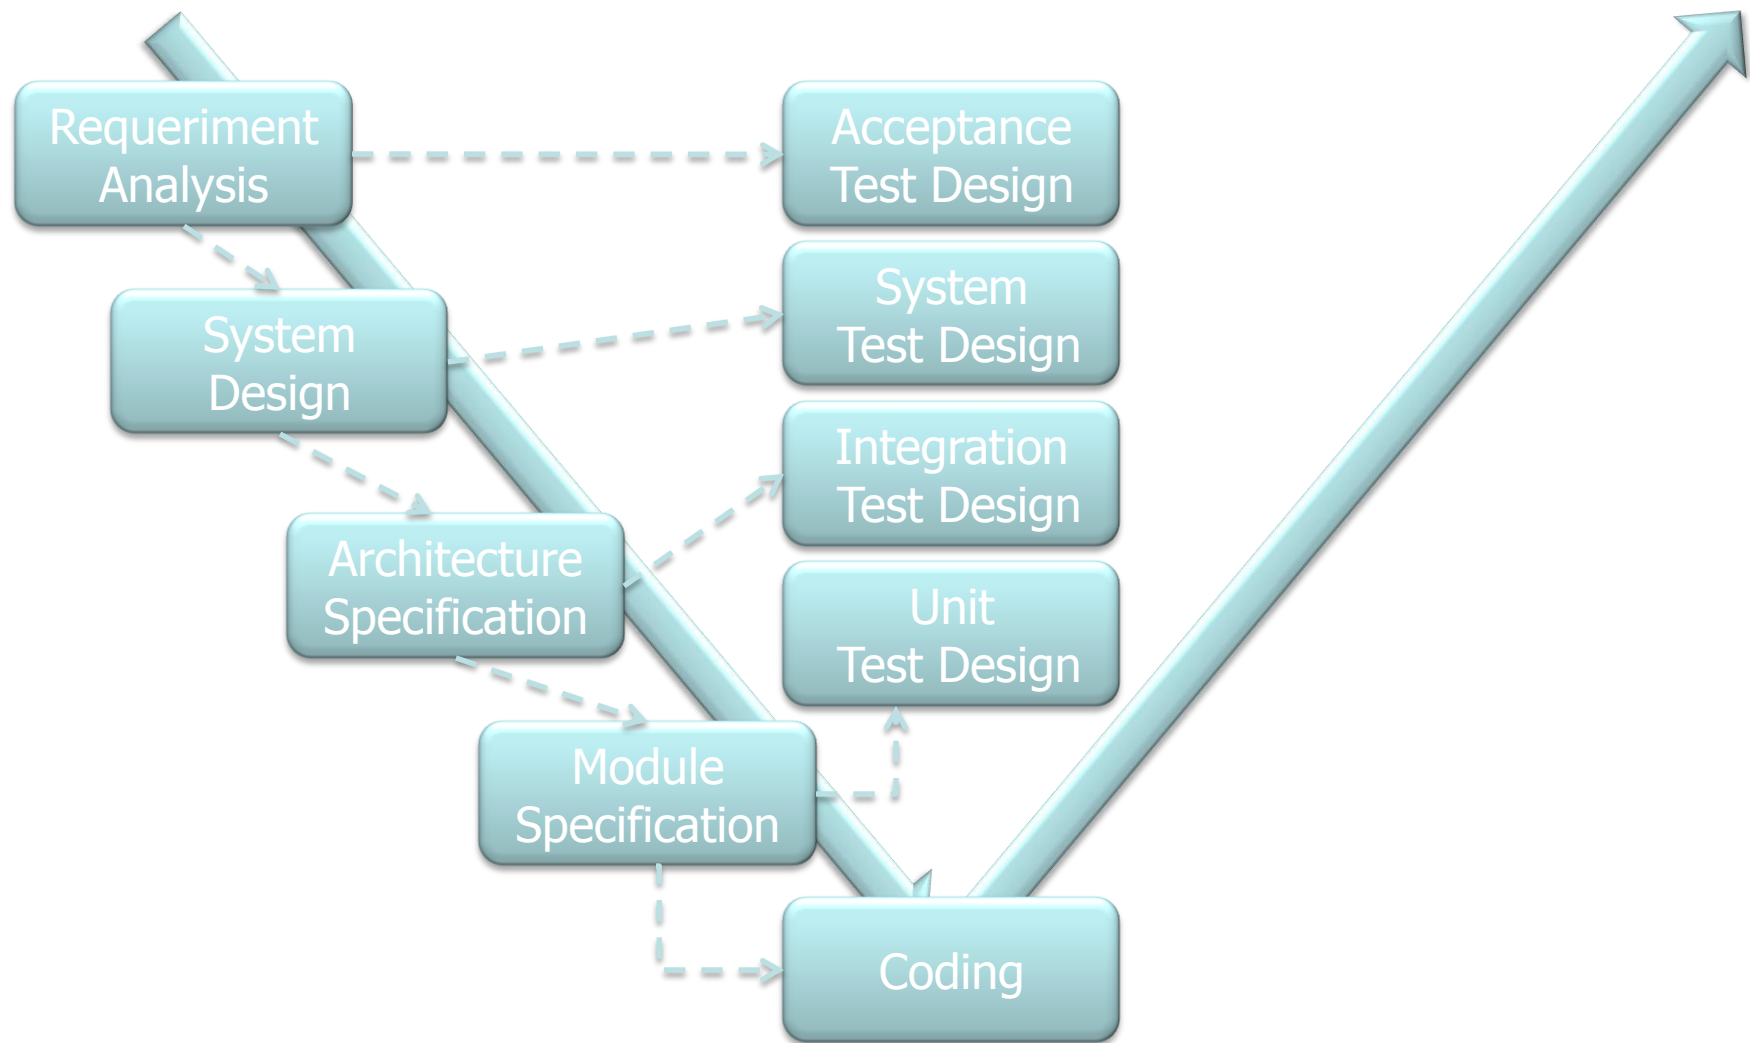 Requeriment
Analysis
Acceptance
Test Design
System
Design
System
Test Design
Architecture
Specification
Integration
Test Design
Module
Specification
Unit
Test Design
Coding